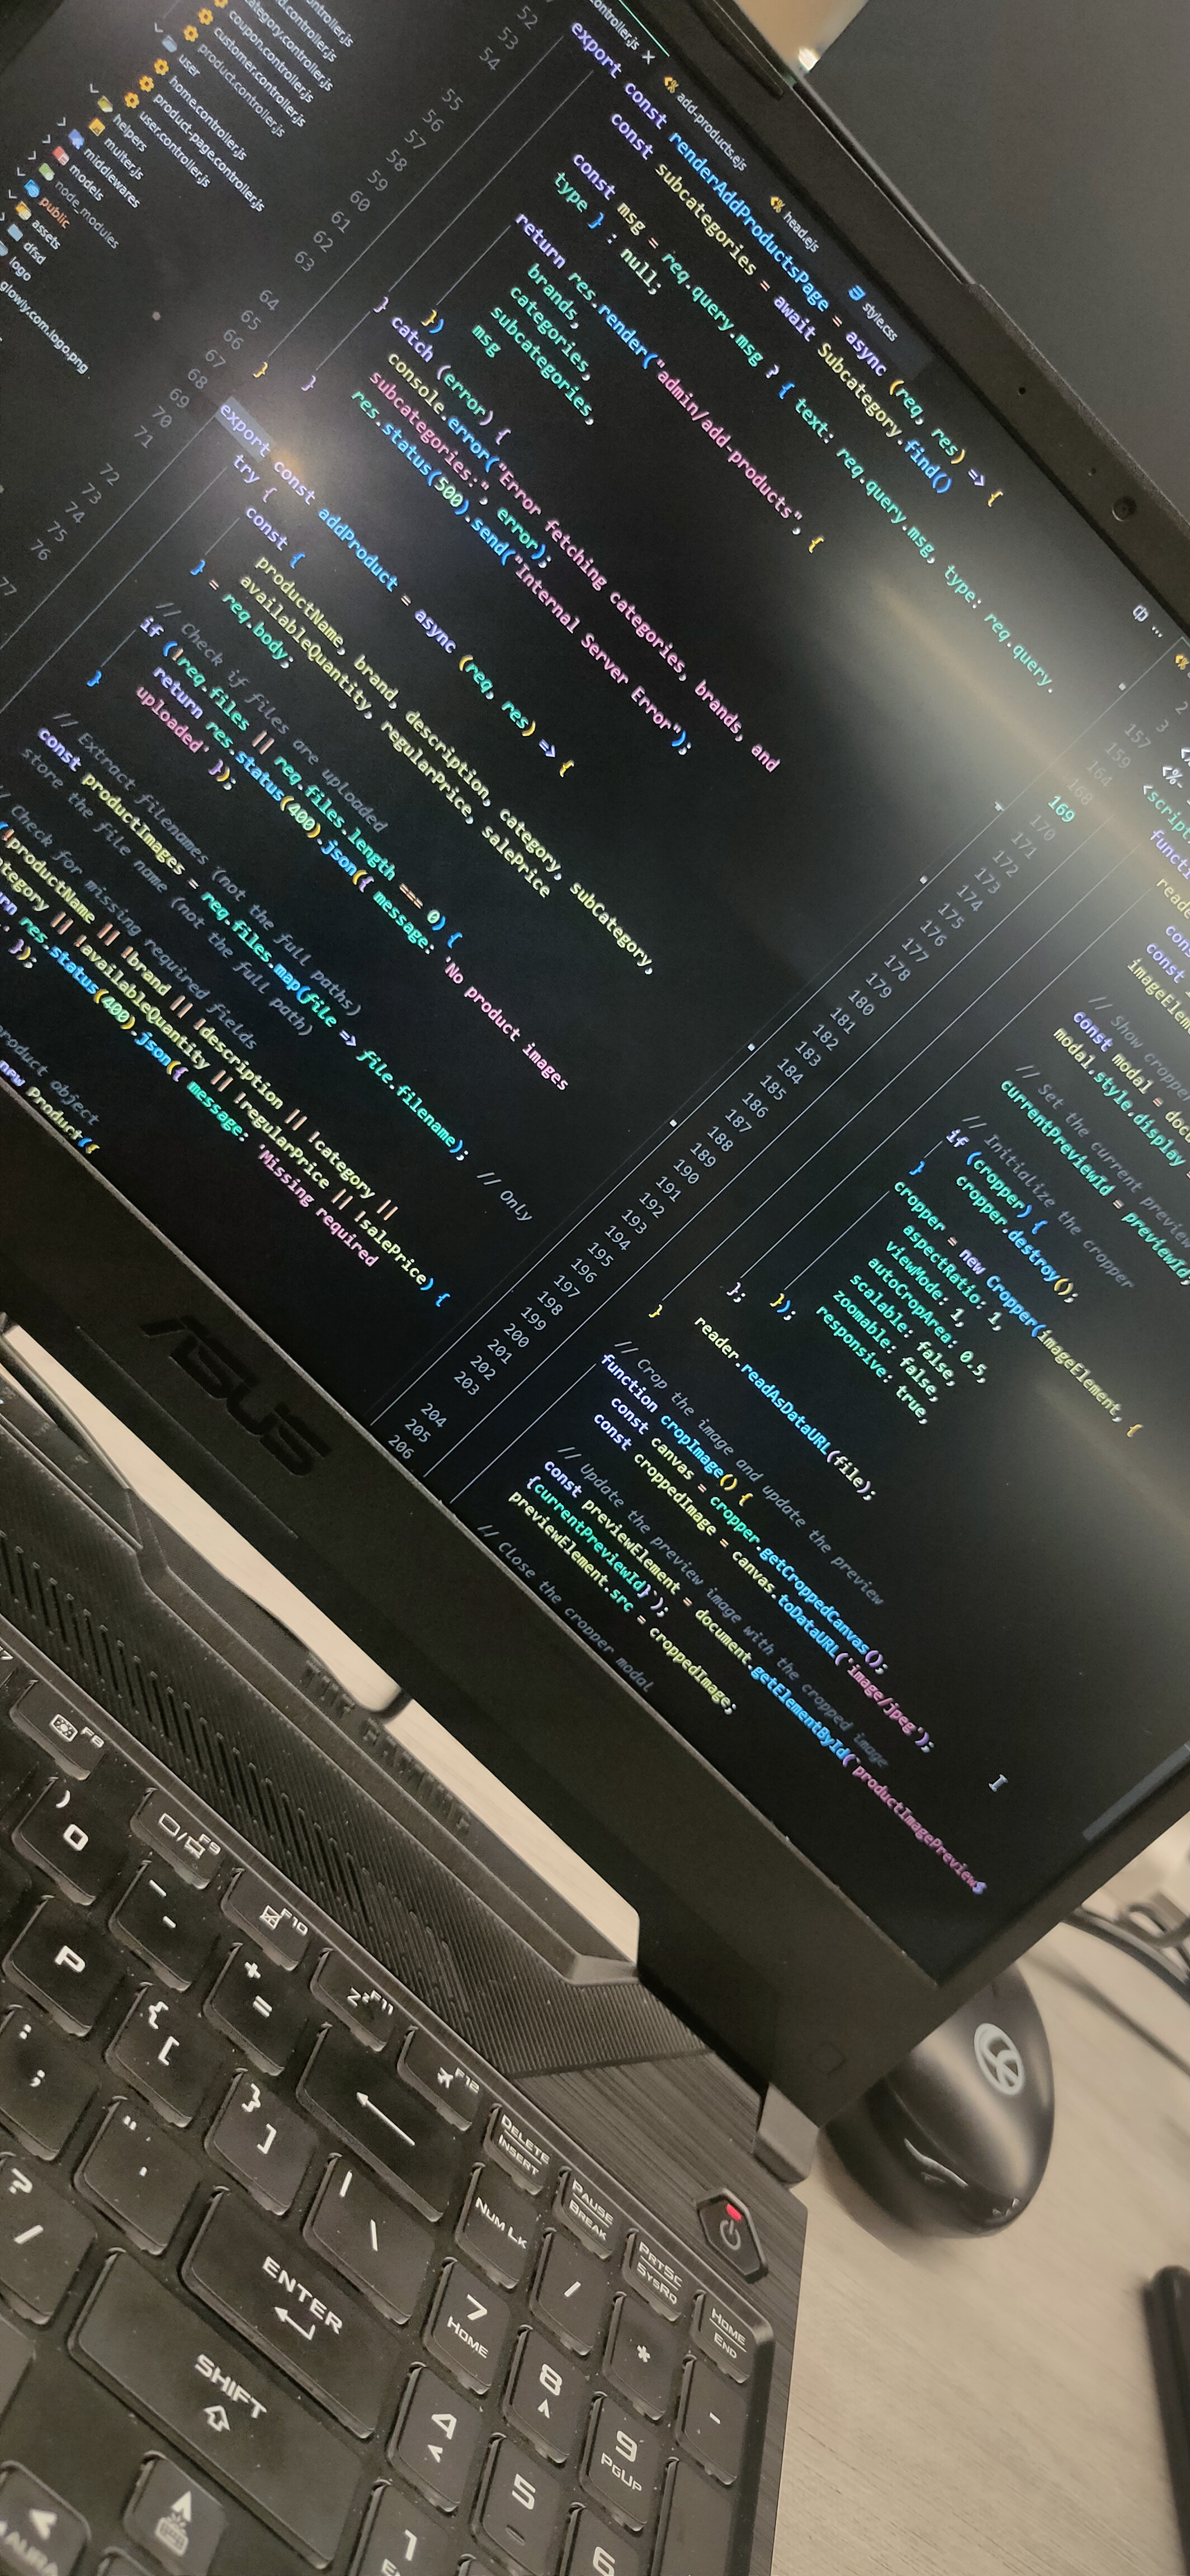 coupon.controller.js
customer.controller.js
product.controller.js
user
home.controller.js
product-page.controller.js
user.controller.js
helpers
multer.js
middlewares
models
node_modules
public
assets
dfsd
logo
glowly.com.logo.png
add-products.ejs
head.ejs
style.css
52
53
54
55
56
57
58
59
60
61
62
63
64
65
66
67
68
69
70
71
72
73
74
75
76
77
export const renderAddProductsPage = async (req, res) => {
const subcategories = await Subcategory.find()
const msg = req.query.msg ? { text: req.query.msg, type: req.query.
type } : null;
return res.render("admin/add-products", {
brands,
categories,
subcategories,
msg
})
} catch (error) {
console.error("Error fetching categories, brands, and
subcategories:", error);
res.status(500).send("Internal Server Error");
}
}
export const addProduct = async (req, res) => {
try {
const {
productName, brand, description, category, subCategory,
availableQuantity, regularPrice, salePrice
} = req.body;
// Check if files are uploaded
if (!req.files || req.files.length === 0) {
return res.status(400).json({ message: 'No product images
uploaded' });
}
// Extract filenames (not the full paths)
const productImages = req.files.map(file => file.filename); // Only
store the file name (not the full path)
// Check for missing required fields
(!productName || !brand || !description || !category ||
!availableQuantity || !regularPrice || !salePrice) {
res.status(400).json({ message: 'Missing required
});
product object
new Product({
2
3
157
159
164
168
169
170
171
172
173
174
175
176
177
178
179
180
181
182
183
184
185
186
187
188
189
190
191
192
193
194
195
196
197
198
199
200
201
202
203
204
205
206
<%-
<script
const
// Show cropper
const modal = docu
modal.style.display
// Set the current preview
currentPreviewId = previewId;
// Initialize the cropper
if (cropper) {
cropper.destroy();
}
cropper = new Cropper(imageElement, {
aspectRatio: 1,
viewMode: 1,
autoCropArea: 0.5,
scalable: false,
zoomable: false,
responsive: true,
});
};
reader.readAsDataURL(file);
}
// Crop the image and update the preview
function cropImage() {
const canvas = cropper.getCroppedCanvas();
const croppedImage = canvas.toDataURL('image/jpeg');
// Update the preview image with the cropped image
const previewElement = document.getElementById(`productImagePreview$
{currentPreviewId}`);
previewElement.src = croppedImage;
// Close the cropper modal
ASUS
F8
F9
F10
F11
F12
DELETE
INSERT
PAUSE
BREAK
PRTSC
SYSRQ
HOME
END
) 0
_ -
+ =
NUM LK
/
*
-
P
{ [
} ]
| \
7 HOME
8
9 PGUP
: ;
" '
ENTER
4
5
6
? /
SHIFT
1
AURA